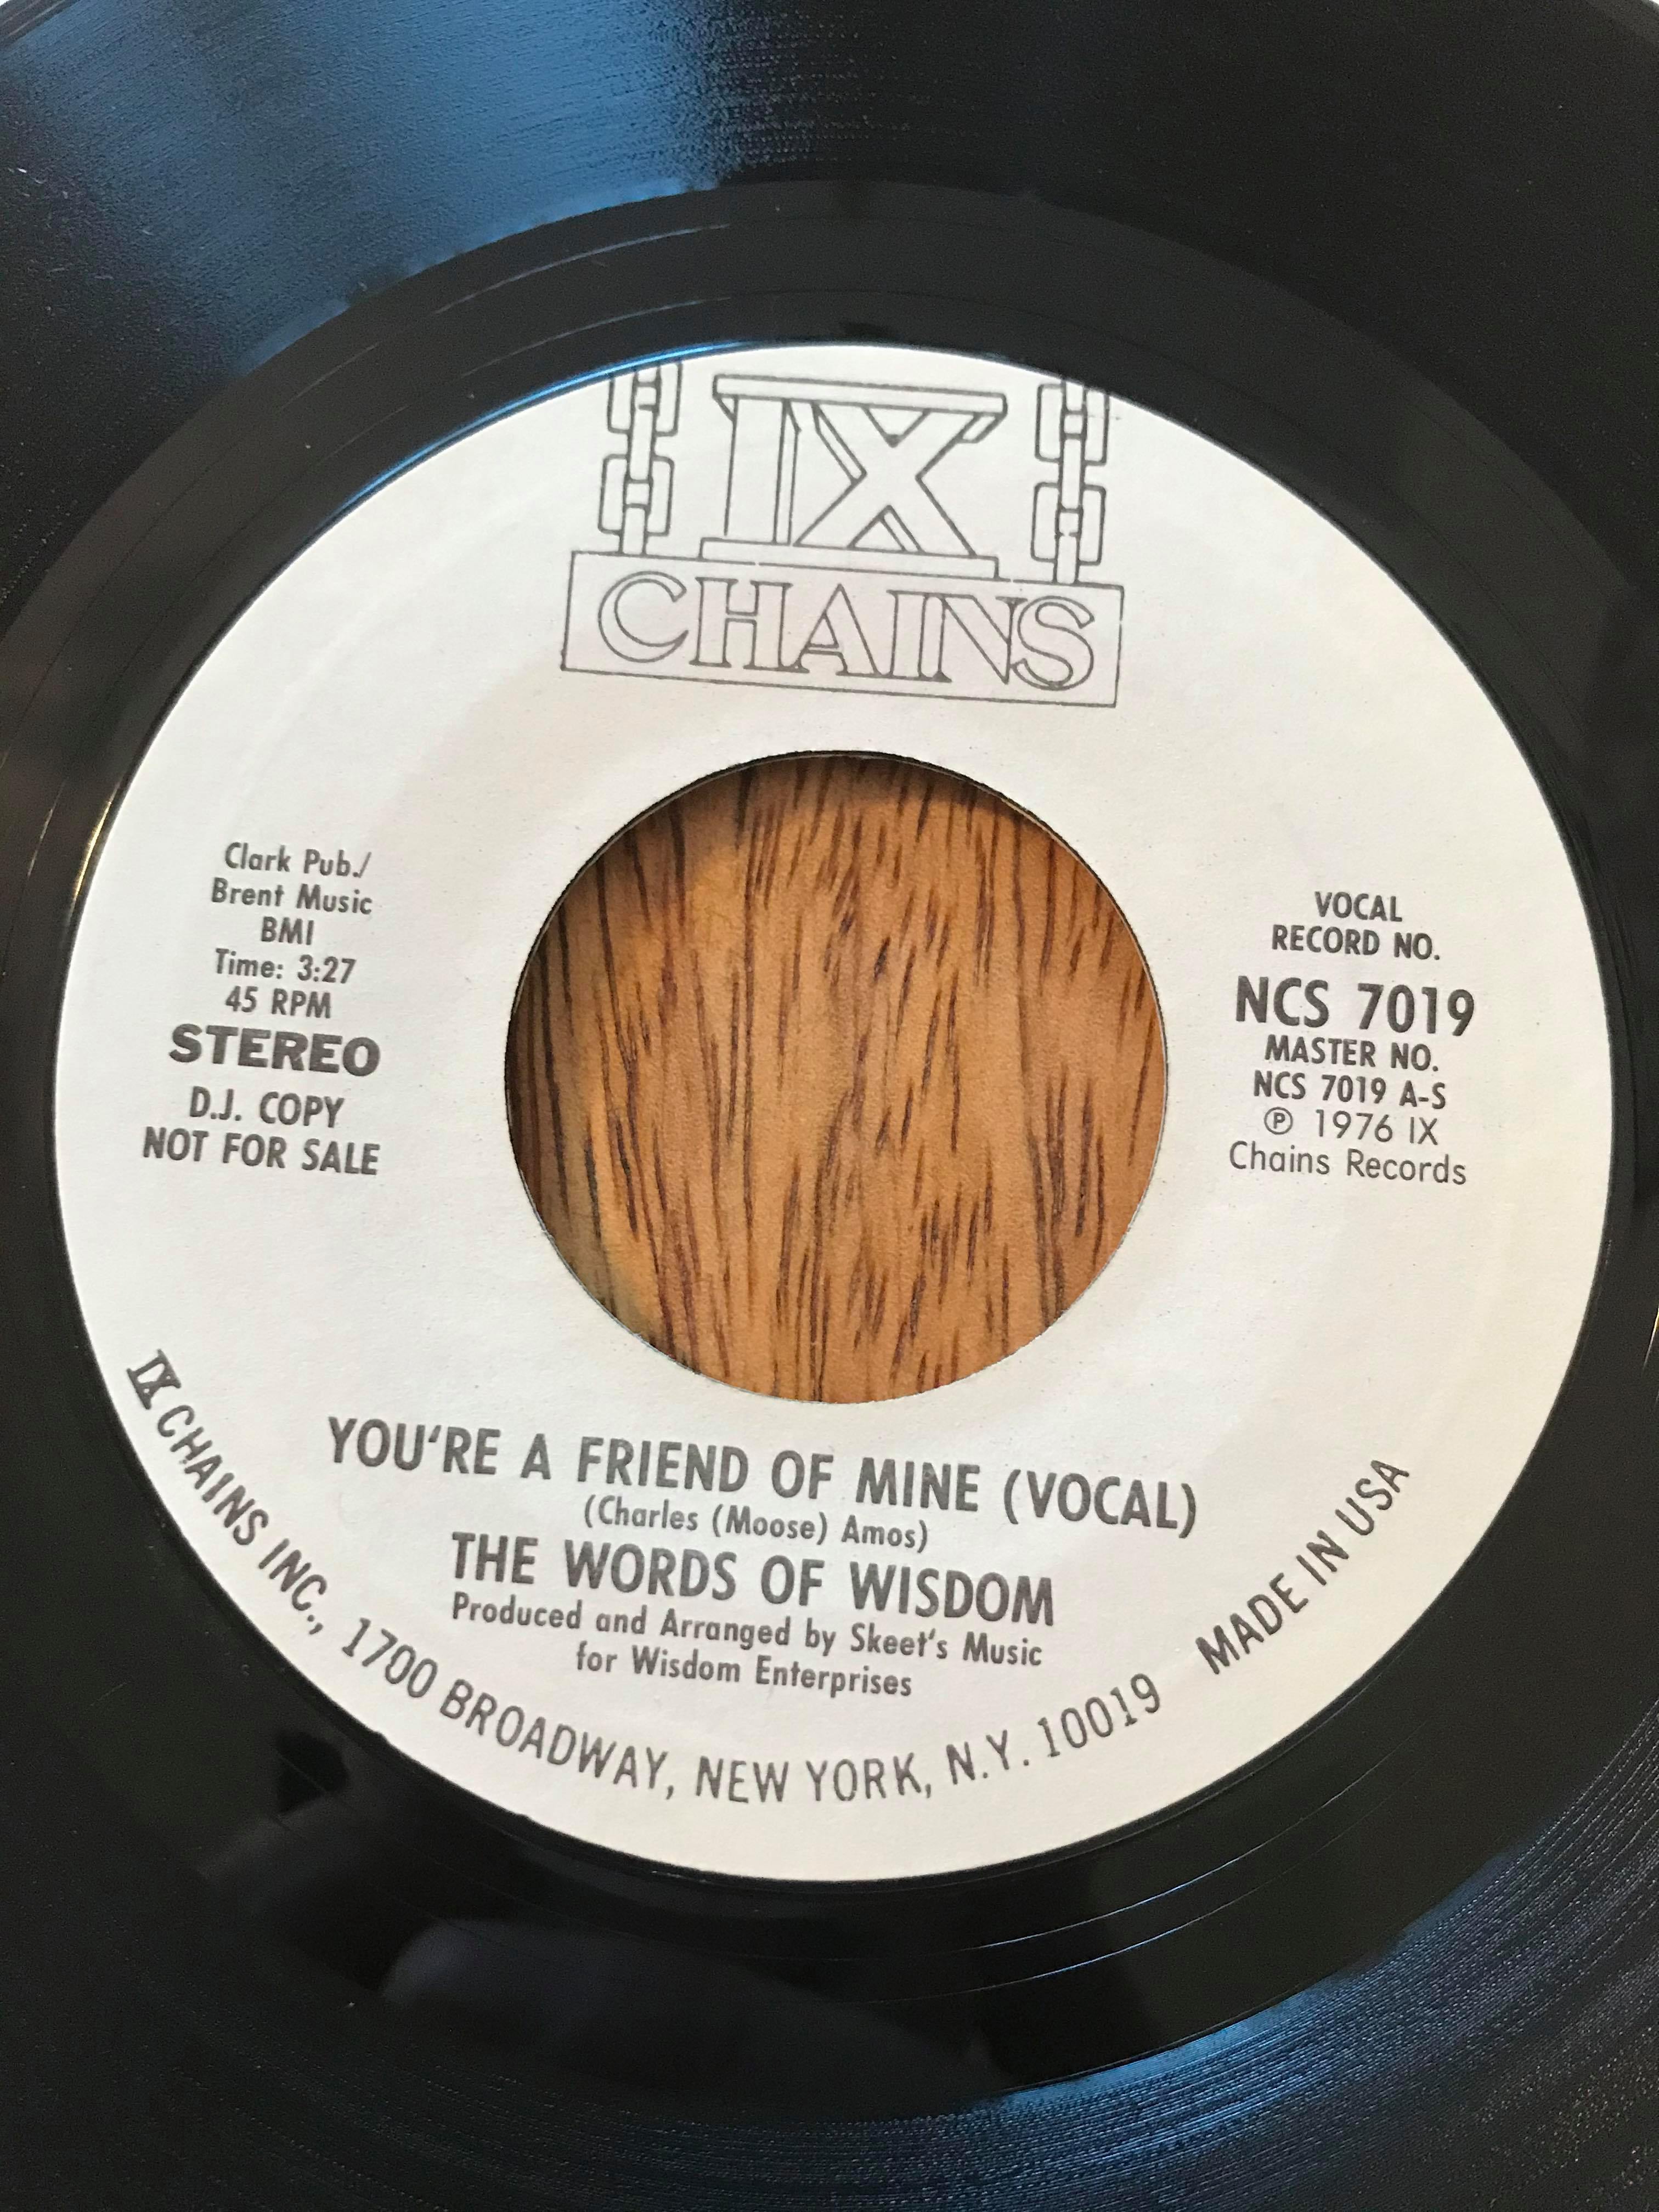 IX
CHAINS
Clark Pub./
Brent Music
BMI
Time: 3:27
45 RPM
STEREO
D.J. COPY
NOT FOR SALE
VOCAL
RECORD NO.
NCS 7019
MASTER NO.
NCS 7019 A-S
℗ 1976 IX
Chains Records
YOU'RE A FRIEND OF MINE (VOCAL)
(Charles (Moose) Amos)
THE WORDS OF WISDOM
Produced and Arranged by Skeet's Music
for Wisdom Enterprises
IX CHAINS INC., 1700 BROADWAY, NEW YORK, N.Y. 10019 MADE IN USA